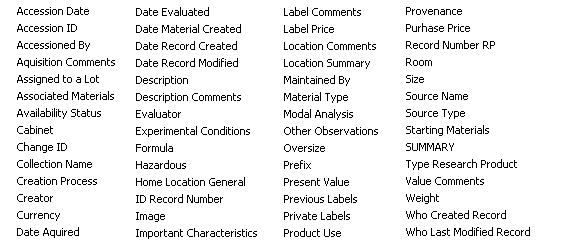 Accession Date
Accession ID
Accessioned By
Aquisition Comments
Assigned to a Lot
Associated Materials
Availability Status
Cabinet
Change ID
Collection Name
Creation Process
Creator
Currency
Date Aquired
Date Evaluated
Date Material Created
Date Record Created
Date Record Modified
Description
Description Comments
Evaluator
Experimental Conditions
Formula
Hazardous
Home Location General
ID Record Number
Image
Important Characteristics
Label Comments
Label Price
Location Comments
Location Summary
Maintained By
Material Type
Modal Analysis
Other Observations
Oversize
Prefix
Present Value
Previous Labels
Private Labels
Product Use
Provenance
Purhase Price
Record Number RP
Room
Size
Source Name
Source Type
Starting Materials
SUMMARY
Type Research Product
Value Comments
Weight
Who Created Record
Who Last Modified Record